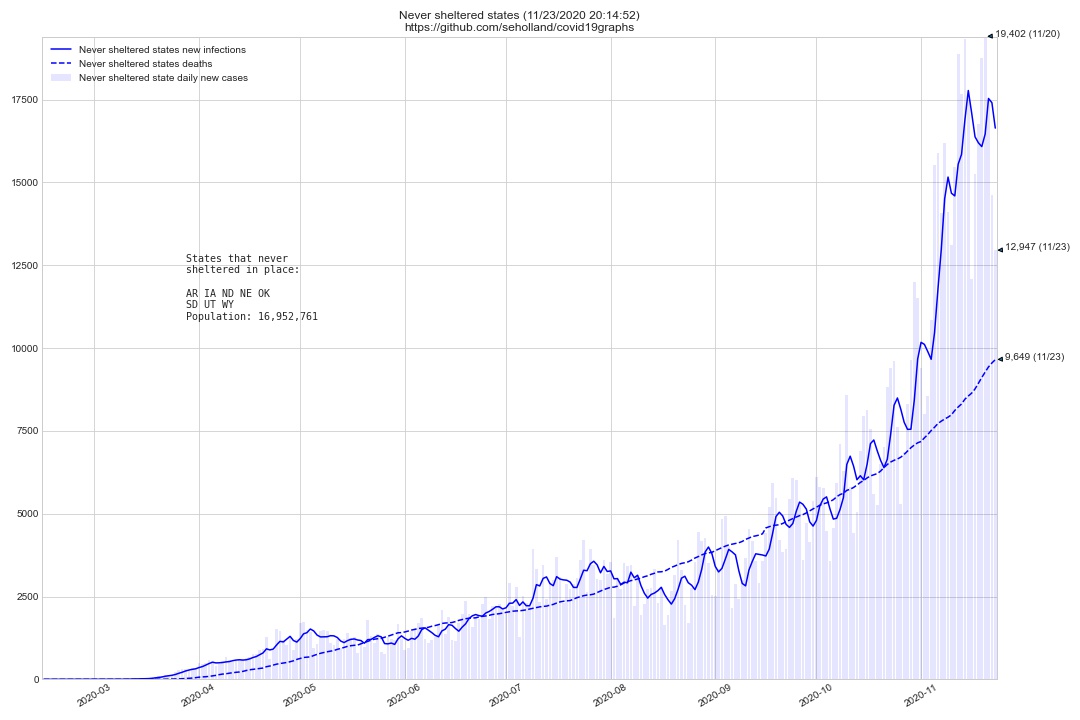 Never sheltered states (11/23/2020 20:14:52)
https://github.com/seholland/covid19graphs
19,402 (11/20)
Never sheltered states new infections
Never sheltered states deaths
Never sheltered state daily new cases
17500
15000
12500
10000
7500
5000
2500
0
States that never
sheltered in place:
AR IA ND NE OK
SD UT WY
Population: 16,952,761
12,947 (11/23)
9,649 (11/23)
2020-03
2020-04
2020-05
2020-06
2020-07
2020-08
2020-09
2020-10
2020-11